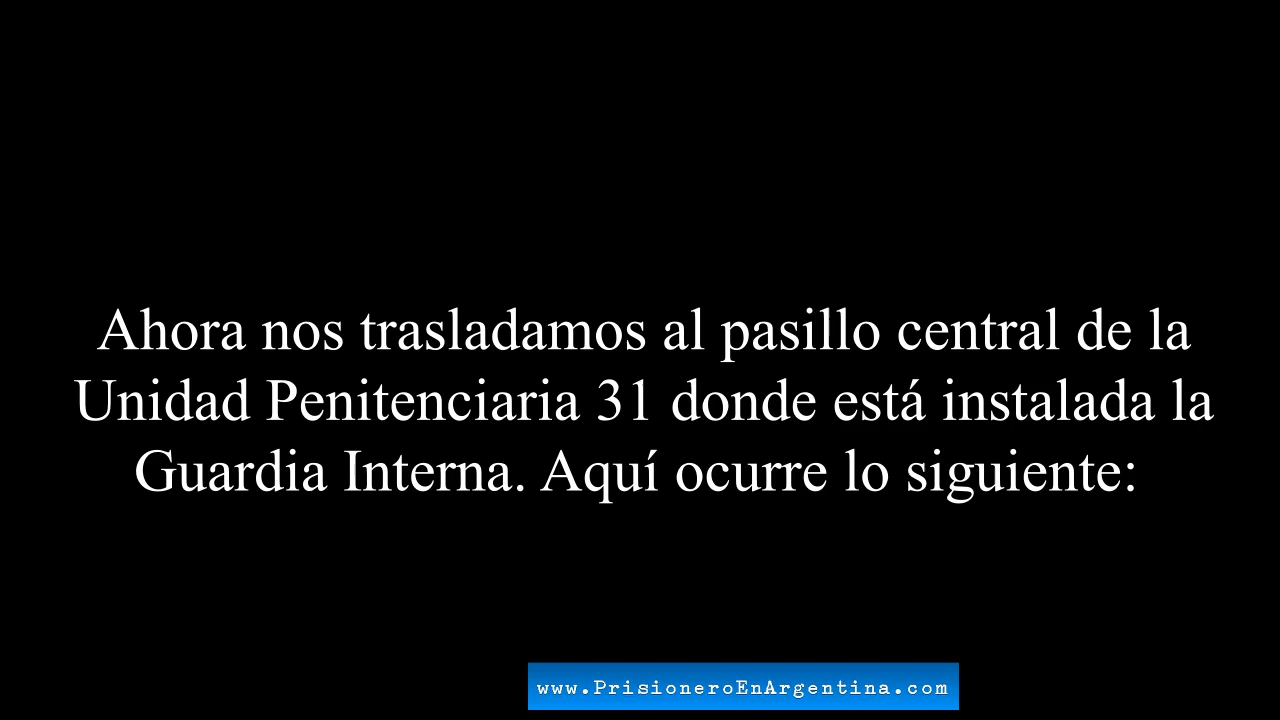 Ahora nos trasladamos al pasillo central de la
Unidad Penitenciaria 31 donde está instalada la
Guardia Interna. Aquí ocurre lo siguiente:
www.PrisioneroEnArgentina.com